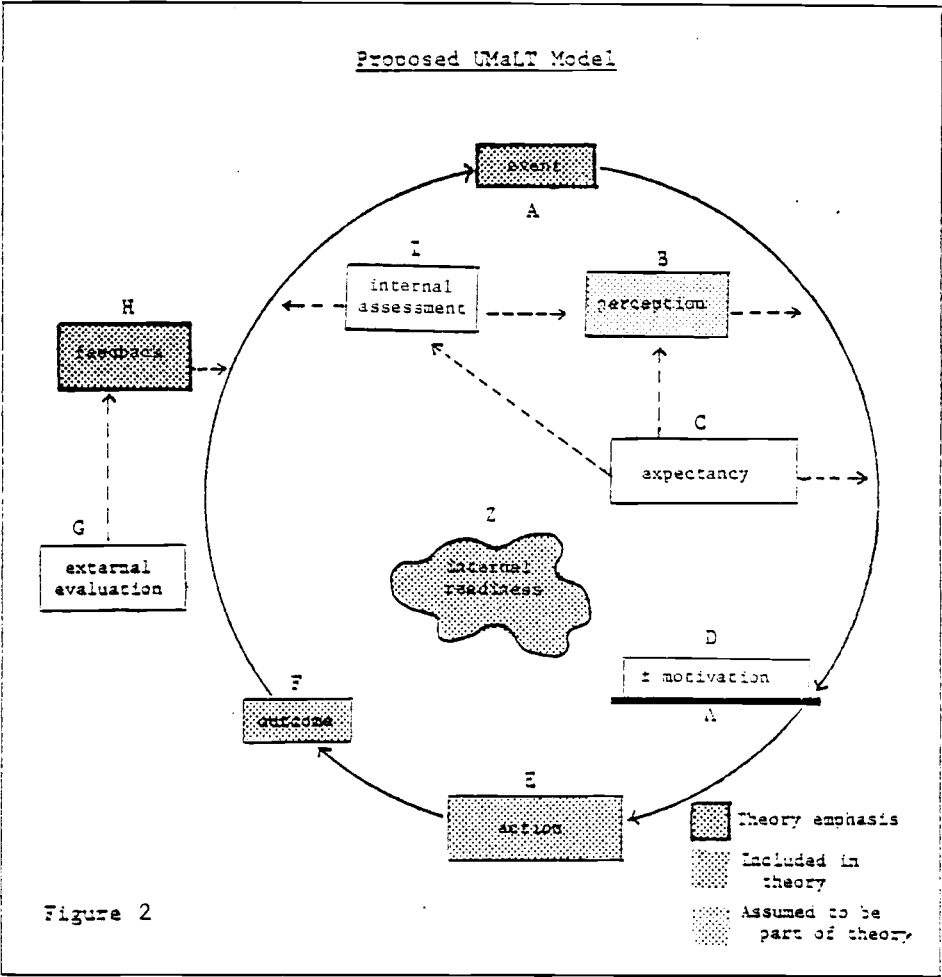 Proposed UMaLT Model
event
A
I
internal
assessment
B
perception
H
feedback
C
expectancy
Z
internal
readiness
G
external
evaluation
D
± motivation
A
F
outcome
E
action
Theory emphasis
Included in
theory
Assumed to be
part of theory
Figure 2